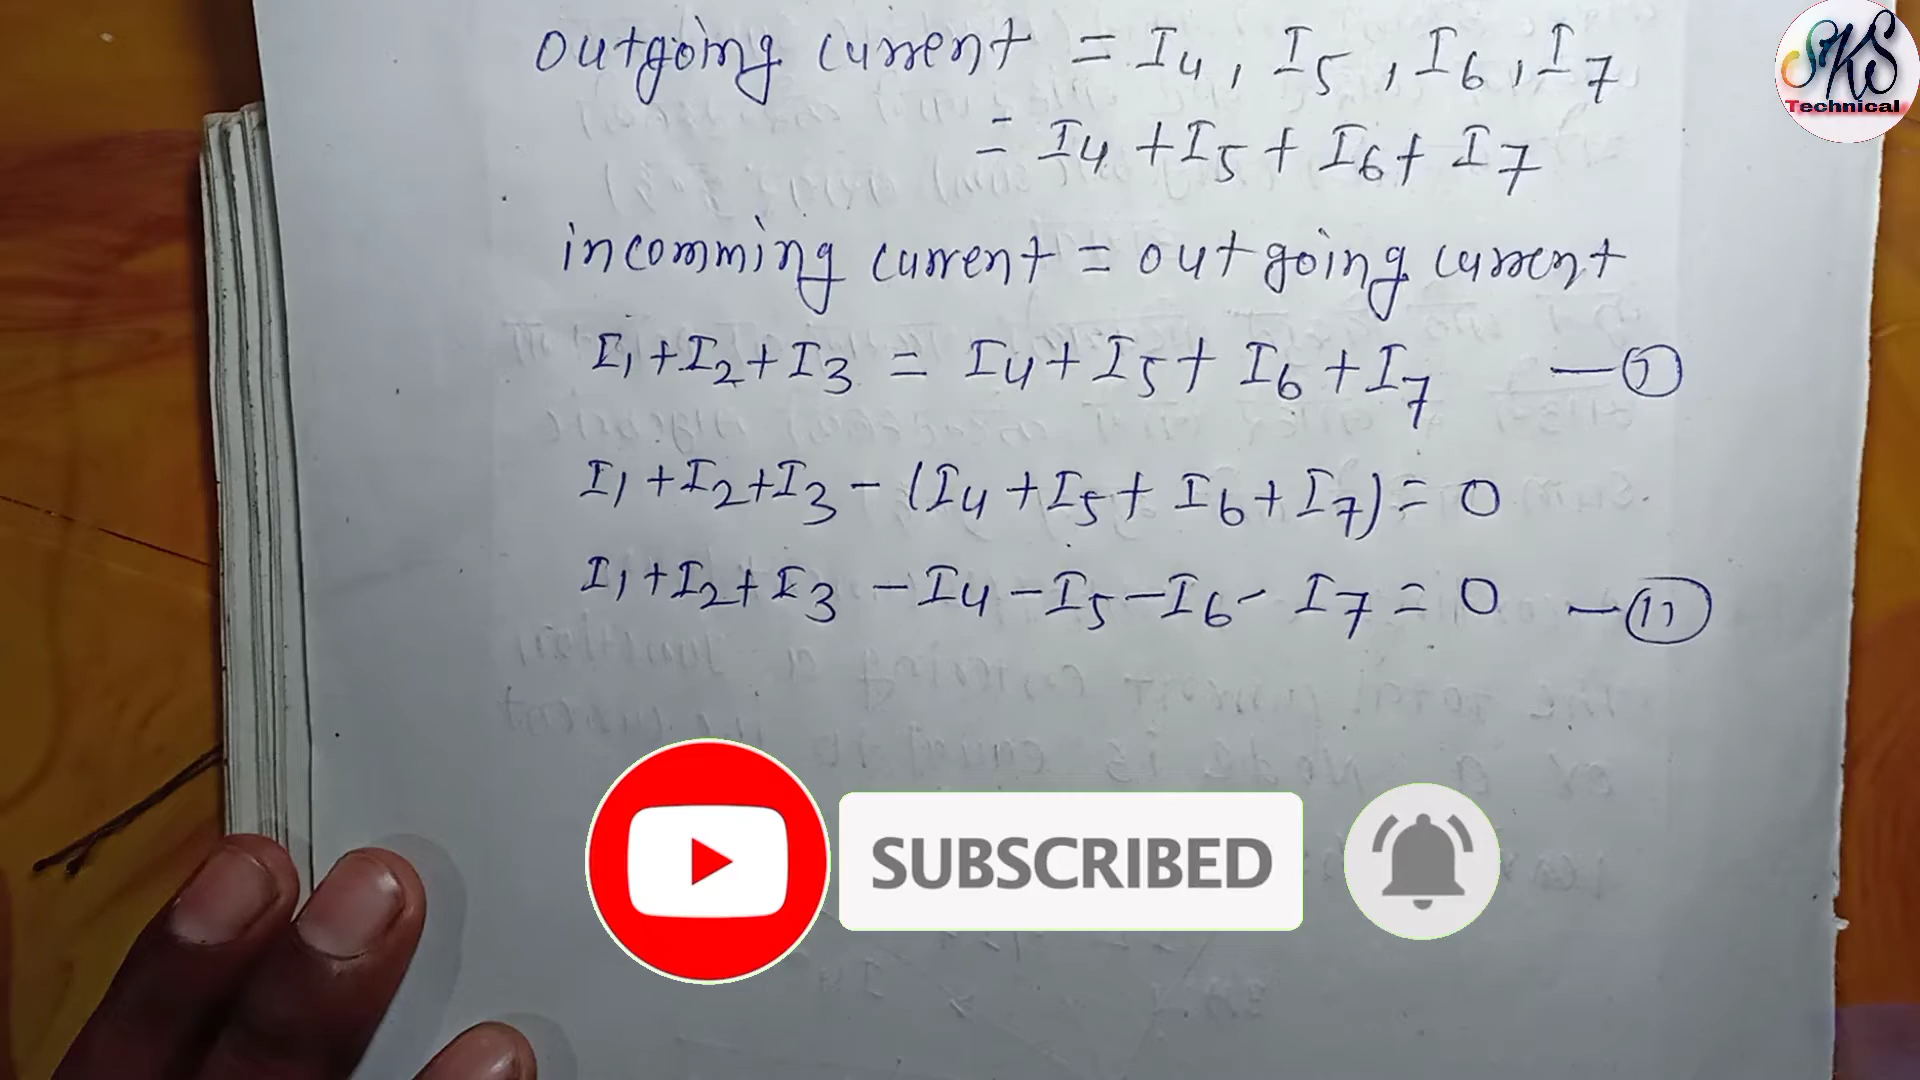 outgoing current = I4, I5, I6, I7
SKS
Technical
= I4 + I5 + I6 + I7
incomming current = outgoing current
I1 + I2 + I3 = I4 + I5 + I6 + I7 — (I)
I1 + I2 + I3 - (I4 + I5 + I6 + I7) = 0
I1 + I2 + I3 - I4 - I5 - I6 - I7 = 0 — (II)
SUBSCRIBED